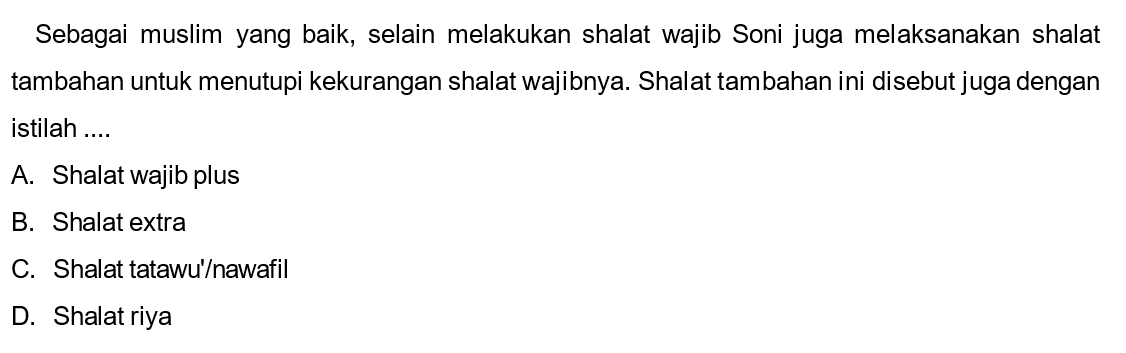 Sebagai muslim yang baik, selain melakukan shalat wajib Soni juga melaksanakan shalat
tambahan untuk menutupi kekurangan shalat wajibnya. Shalat tambahan ini disebut juga dengan
istilah ....
A. Shalat wajib plus
B. Shalat extra
C. Shalat tatawu'/nawafil
D. Shalat riya